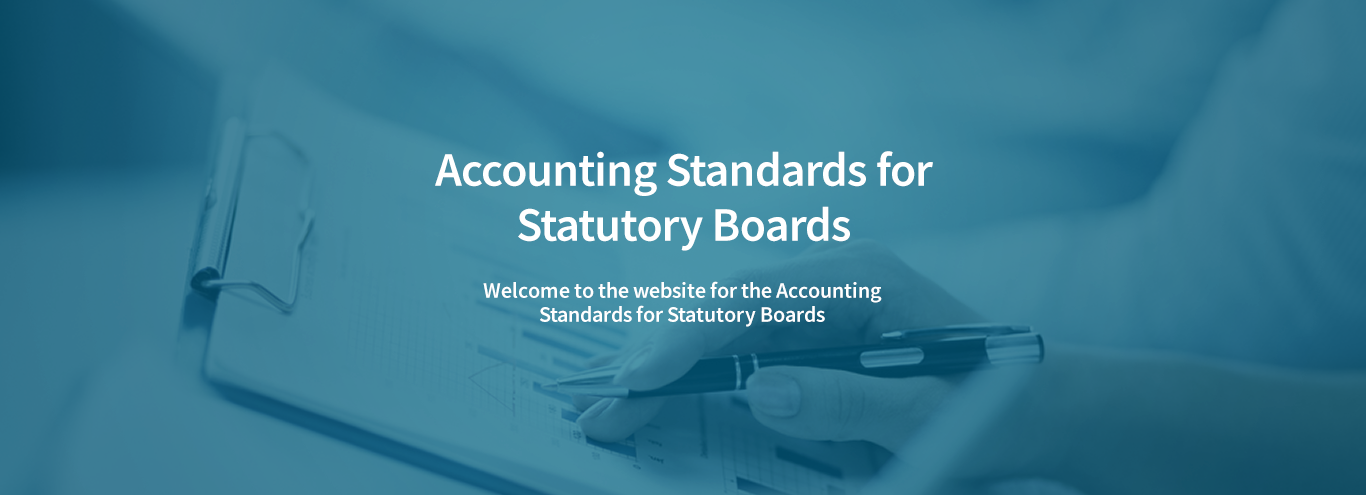 Accounting Standards for
Statutory Boards
Welcome to the website for the Accounting
Standards for Statutory Boards